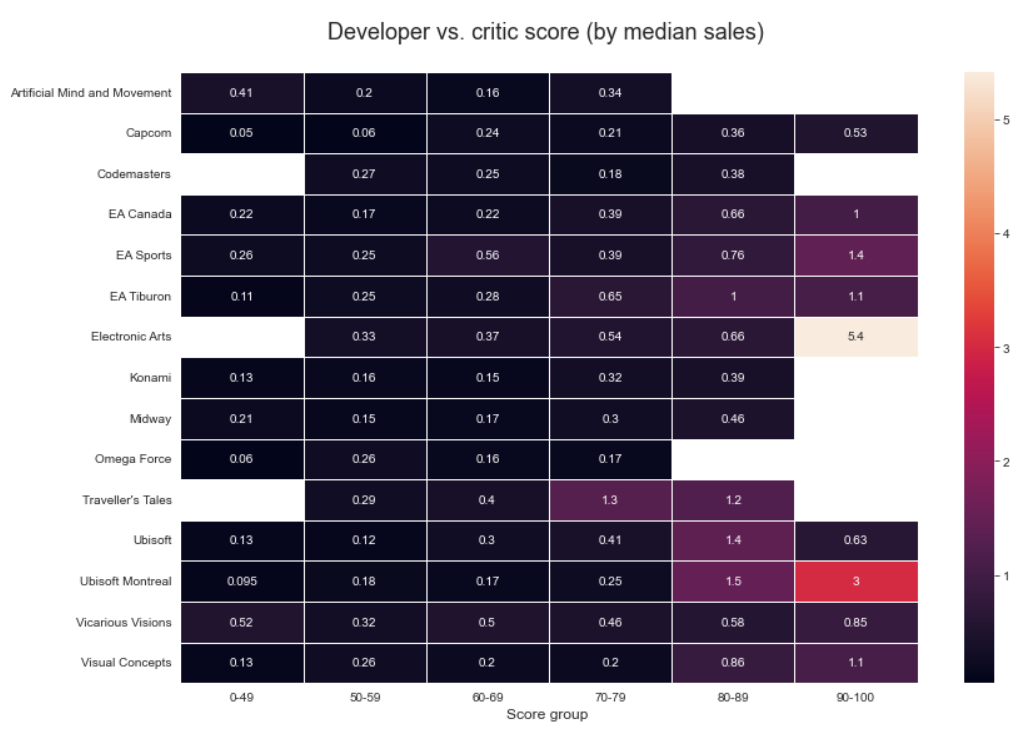 Developer vs. critic score (by median sales)
Artificial Mind and Movement 0.41 0.2 0.16 0.34
Capcom 0.05 0.06 0.24 0.21 0.36 0.53
Codemasters 0.27 0.25 0.18 0.38
EA Canada 0.22 0.17 0.22 0.39 0.66 1
EA Sports 0.26 0.25 0.56 0.39 0.76 1.4
EA Tiburon 0.11 0.25 0.28 0.65 1 1.1
Electronic Arts 0.33 0.37 0.54 0.66 5.4
Konami 0.13 0.16 0.15 0.32 0.39
Midway 0.21 0.15 0.17 0.3 0.46
Omega Force 0.06 0.26 0.16 0.17
Traveller's Tales 0.29 0.4 1.3 1.2
Ubisoft 0.13 0.12 0.3 0.41 1.4 0.63
Ubisoft Montreal 0.095 0.18 0.17 0.25 1.5 3
Vicarious Visions 0.52 0.32 0.5 0.46 0.58 0.85
Visual Concepts 0.13 0.26 0.2 0.2 0.86 1.1
0-49 50-59 60-69 70-79 80-89 90-100
Score group
5
4
3
2
1